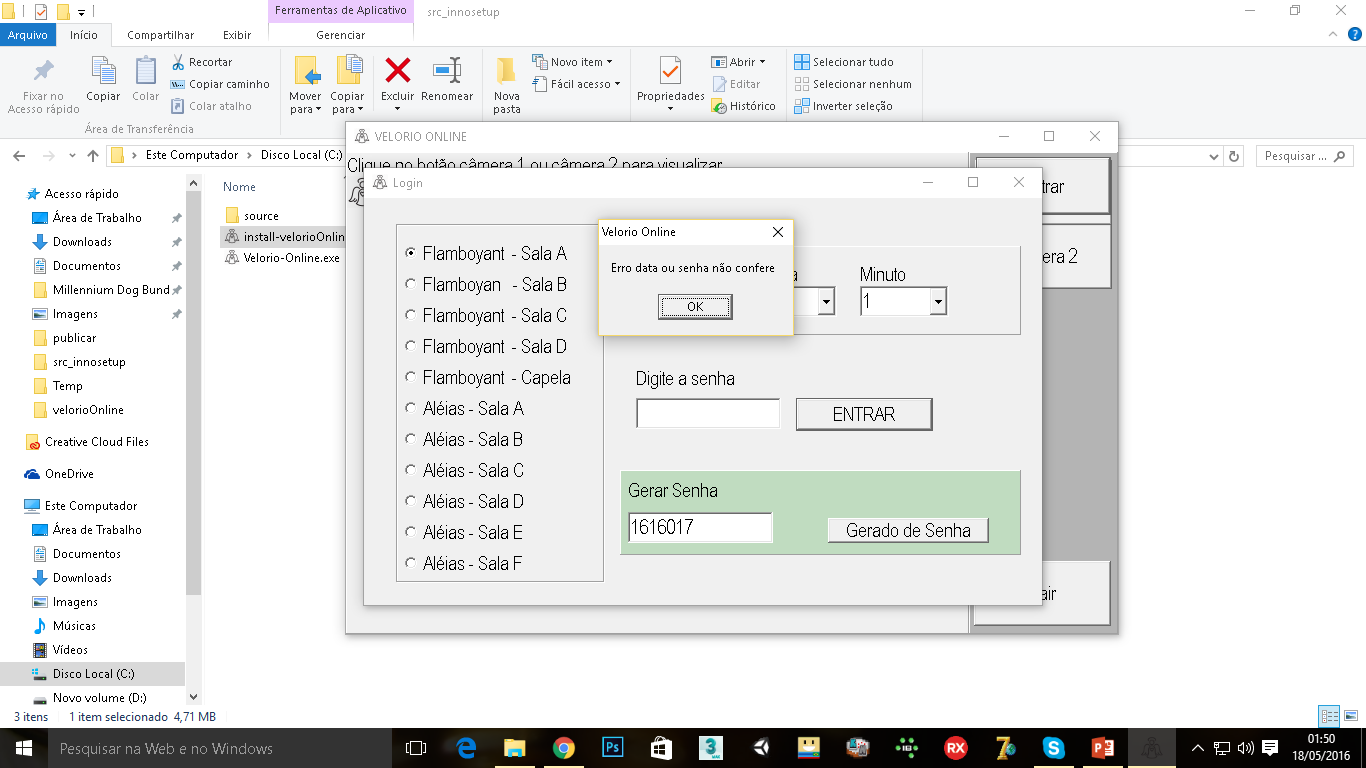 Ferramentas de Aplicativo
src_innosetup
Arquivo
Início
Compartilhar
Exibir
Gerenciar
Fixar no
Acesso rápido
Copiar
Colar
Recortar
Copiar caminho
Colar atalho
Área de Transferência
Mover
para
Copiar
para
Excluir
Renomear
Nova
pasta
Novo item
Fácil acesso
Propriedades
Abrir
Editar
Histórico
Selecionar tudo
Selecionar nenhum
Inverter seleção
Este Computador
Disco Local (C:)
Pesquisar ...
Acesso rápido
Área de Trabalho
Downloads
Documentos
Millennium Dog Bund
Imagens
publicar
src_innosetup
Temp
velorioOnline
Creative Cloud Files
OneDrive
Este Computador
Área de Trabalho
Documentos
Downloads
Imagens
Músicas
Vídeos
Disco Local (C:)
Novo volume (D:)
Nome
source
install-velorioOnlin
Velorio-Online.exe
VELORIO ONLINE
Clique no botão câmera 1 ou câmera 2 para visualizar
trar
era 2
air
Login
Flamboyant - Sala A
Flamboyan - Sala B
Flamboyant - Sala C
Flamboyant - Sala D
Flamboyant - Capela
Aléias - Sala A
Aléias - Sala B
Aléias - Sala C
Aléias - Sala D
Aléias - Sala E
Aléias - Sala F
Velorio Online
Erro data ou senha não confere
OK
a
Minuto
1
Digite a senha
ENTRAR
Gerar Senha
1616017
Gerado de Senha
3 itens
1 item selecionado 4,71 MB
Pesquisar na Web e no Windows
01:50
18/05/2016